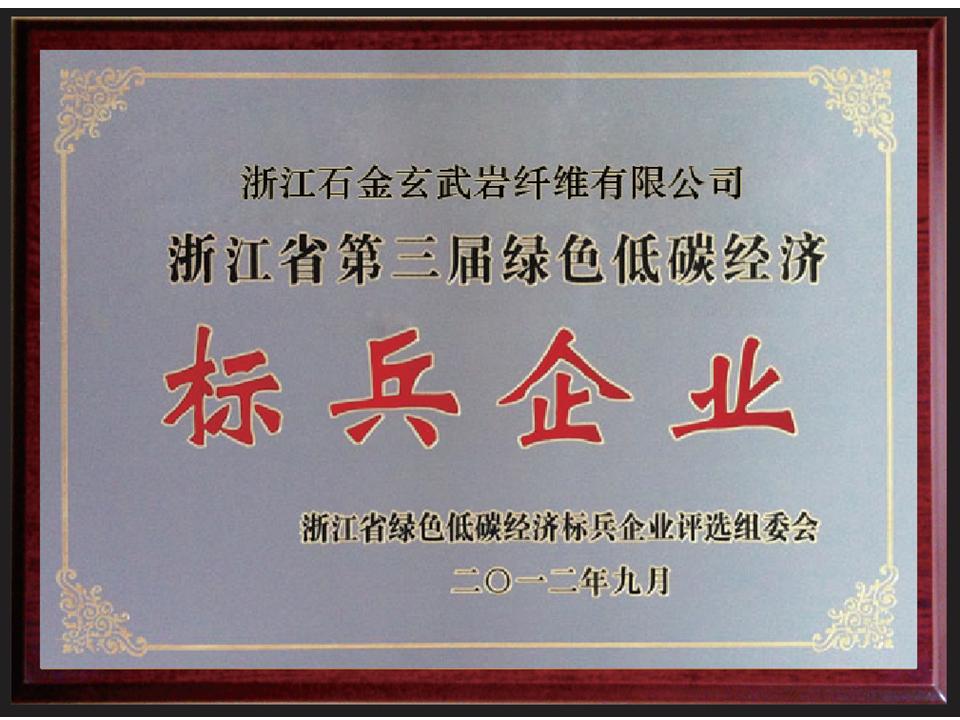 浙江石金玄武岩纤维有限公司
浙江省第三届绿色低碳经济
标兵企业
浙江省绿色低碳经济标兵企业评选组委会
二〇一二年九月